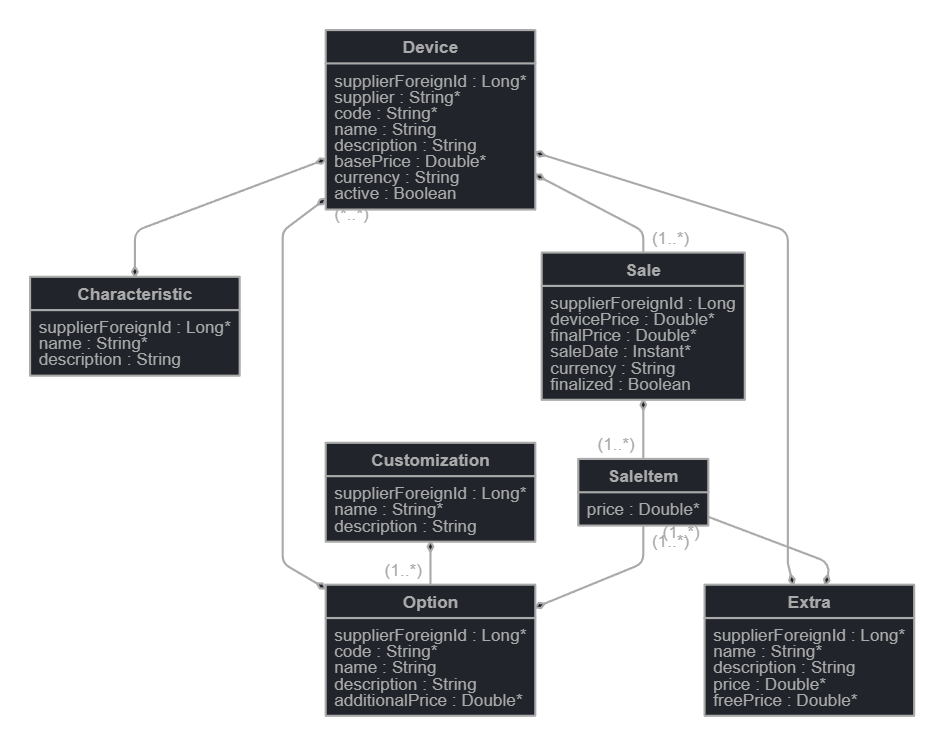 Device
supplierForeignId : Long*
supplier : String*
code : String*
name : String
description : String
basePrice : Double*
currency : String
active : Boolean
(*..*)
(1..*)
Sale
supplierForeignId : Long
devicePrice : Double*
finalPrice : Double*
saleDate : Instant*
currency : String
finalized : Boolean
Characteristic
supplierForeignId : Long*
name : String*
description : String
(1..*)
Customization
supplierForeignId : Long*
name : String*
description : String
SaleItem
price : Double*
(1..*)
(1..*)
(1..*)
Option
supplierForeignId : Long*
code : String*
name : String
description : String
additionalPrice : Double*
Extra
supplierForeignId : Long*
name : String*
description : String
price : Double*
freePrice : Double*